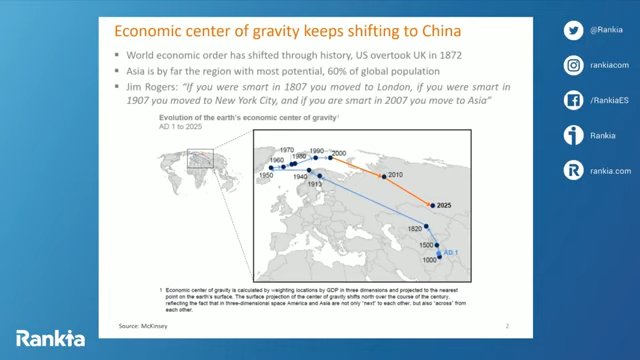 Economic center of gravity keeps shifting to China
World economic order has shifted through history, US overtook UK in 1872
Asia is by far the region with most potential, 60% of global population
Jim Rogers: “If you were smart in 1807 you moved to London, if you were smart in
1907 you moved to New York City, and if you are smart in 2007 you move to Asia”
Evolution of the earth's economic center of gravity1
AD 1 to 2025
1950
1960
1970
1980
1990
2000
1940
1913
2010
2025
1820
1500
AD 1
1000
1 Economic center of gravity is calculated by weighting locations by GDP in three dimensions and projected to the nearest
point on the earth's surface. The surface projection of the center of gravity shifts north over the course of the century,
reflecting the fact that in three-dimensional space America and Asia are not only "next" to each other, but also "across" from
each other.
Source: McKinsey
2
Rankia
@Rankia
rankiacom
/RankiaES
Rankia
rankia.com